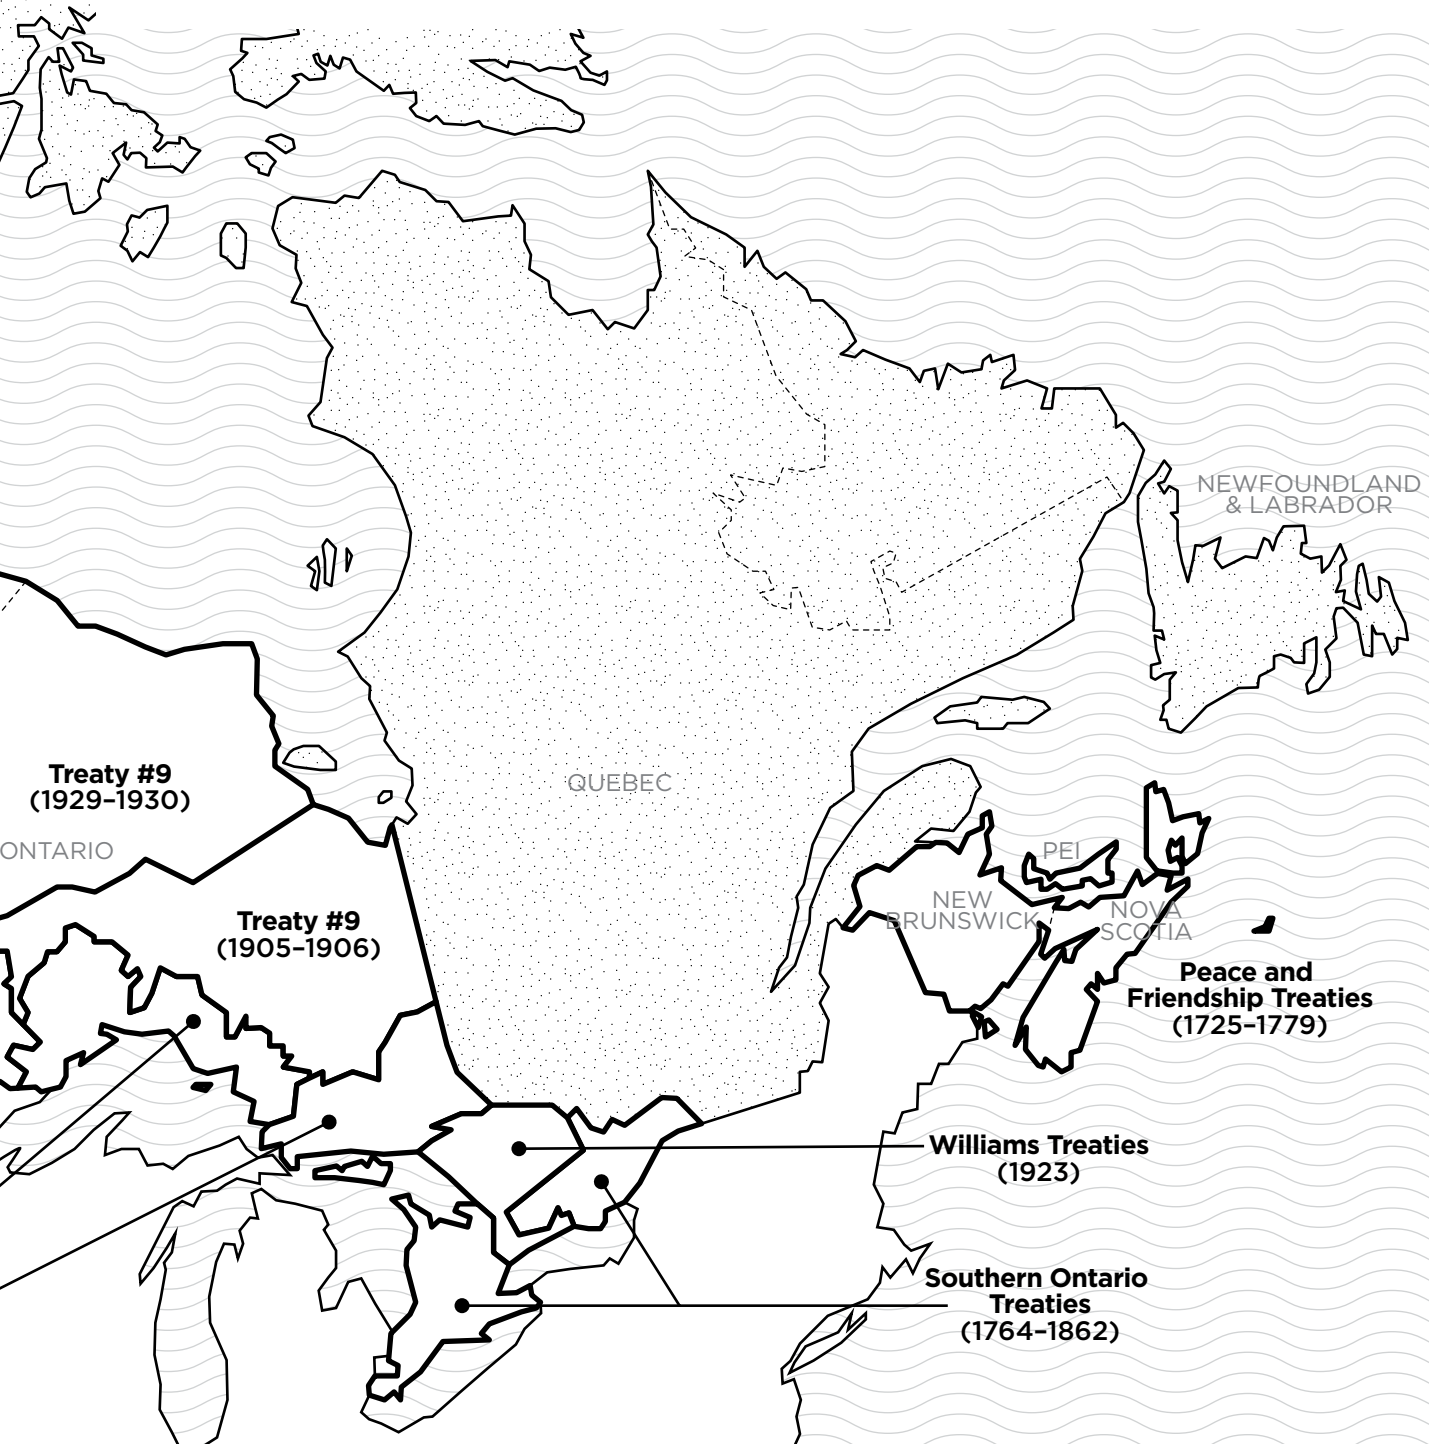 NEWFOUNDLAND
& LABRADOR
Treaty #9
(1929–1930)
QUEBEC
ONTARIO
PEI
Treaty #9
(1905–1906)
NEW
BRUNSWICK
NOVA
SCOTIA
Peace and
Friendship Treaties
(1725–1779)
Williams Treaties
(1923)
Southern Ontario
Treaties
(1764–1862)